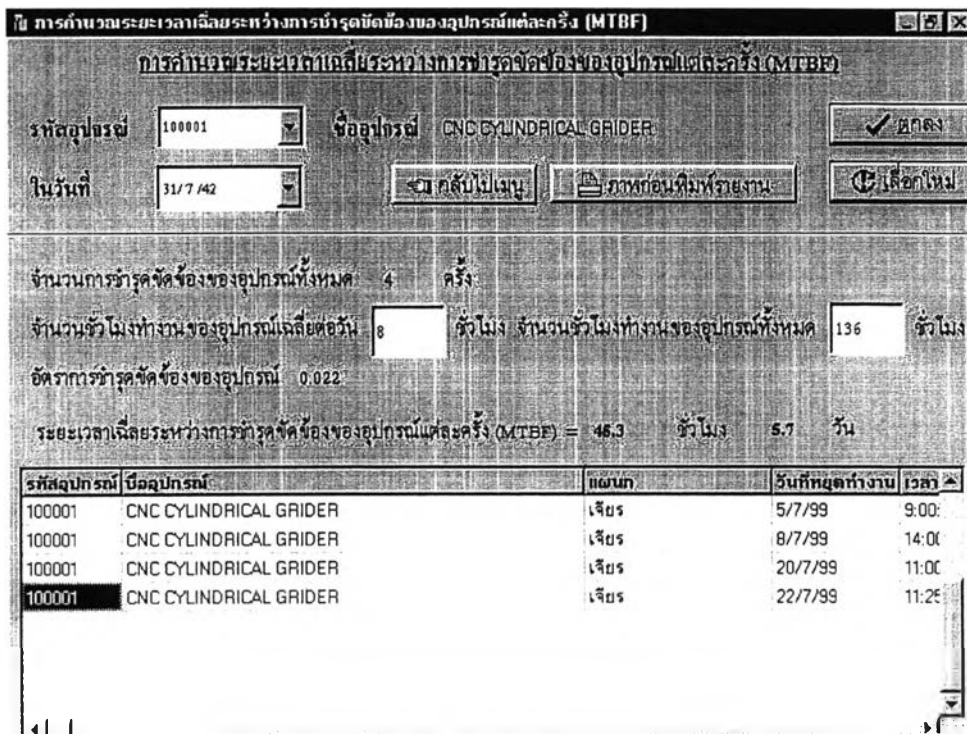 การคำนวณระยะเวลาเฉลี่ยระหว่างการชำรุดขัดข้องของอุปกรณ์แต่ละครั้ง (MTBF)
การคำนวณระยะเวลาเฉลี่ยระหว่างการชำรุดขัดข้องของอุปกรณ์แต่ละครั้ง (MTBF)
รหัสอุปกรณ์ 100001 ชื่ออุปกรณ์ CNC CYLINDRICAL GRIDER ตกลง
ในวันที่ 31/7/42 กลับไปเมนู ภาพก่อนพิมพ์รายงาน เลือกใหม่
จำนวนการชำรุดขัดข้องของอุปกรณ์ทั้งหมด 4 ครั้ง
จำนวนชั่วโมงทำงานของอุปกรณ์เฉลี่ยต่อวัน 8 ชั่วโมง จำนวนชั่วโมงทำงานของอุปกรณ์ทั้งหมด 136 ชั่วโมง
อัตราการชำรุดขัดข้องของอุปกรณ์ 0.022
ระยะเวลาเฉลี่ยระหว่างการชำรุดขัดข้องของอุปกรณ์แต่ละครั้ง (MTBF) = 45.3 ชั่วโมง 5.7 วัน
รหัสอุปกรณ์ ชื่ออุปกรณ์ แผนก วันที่หยุดทำงาน เวลา
100001 CNC CYLINDRICAL GRIDER เจียร 5/7/99 9:00:
100001 CNC CYLINDRICAL GRIDER เจียร 8/7/99 14:00
100001 CNC CYLINDRICAL GRIDER เจียร 20/7/99 11:00
100001 CNC CYLINDRICAL GRIDER เจียร 22/7/99 11:25